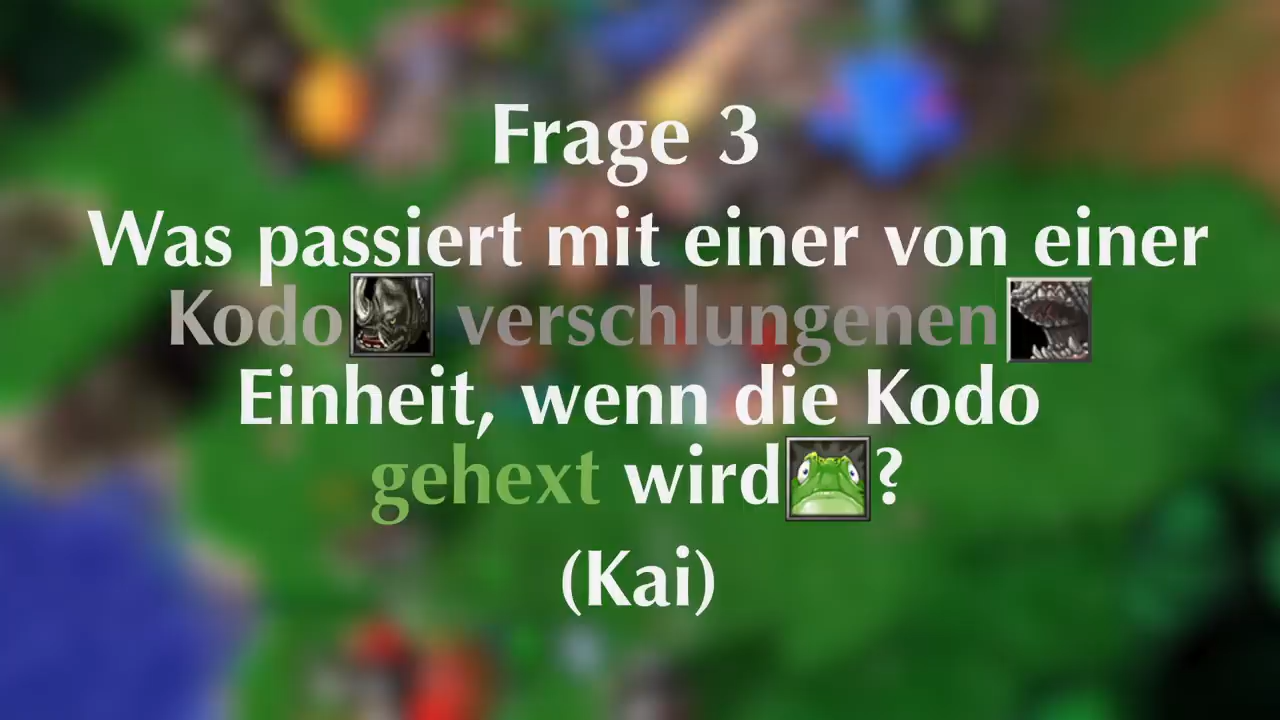 Frage 3
Was passiert mit einer von einer
Kodo verschlungenen
Einheit, wenn die Kodo
gehext wird ?
(Kai)